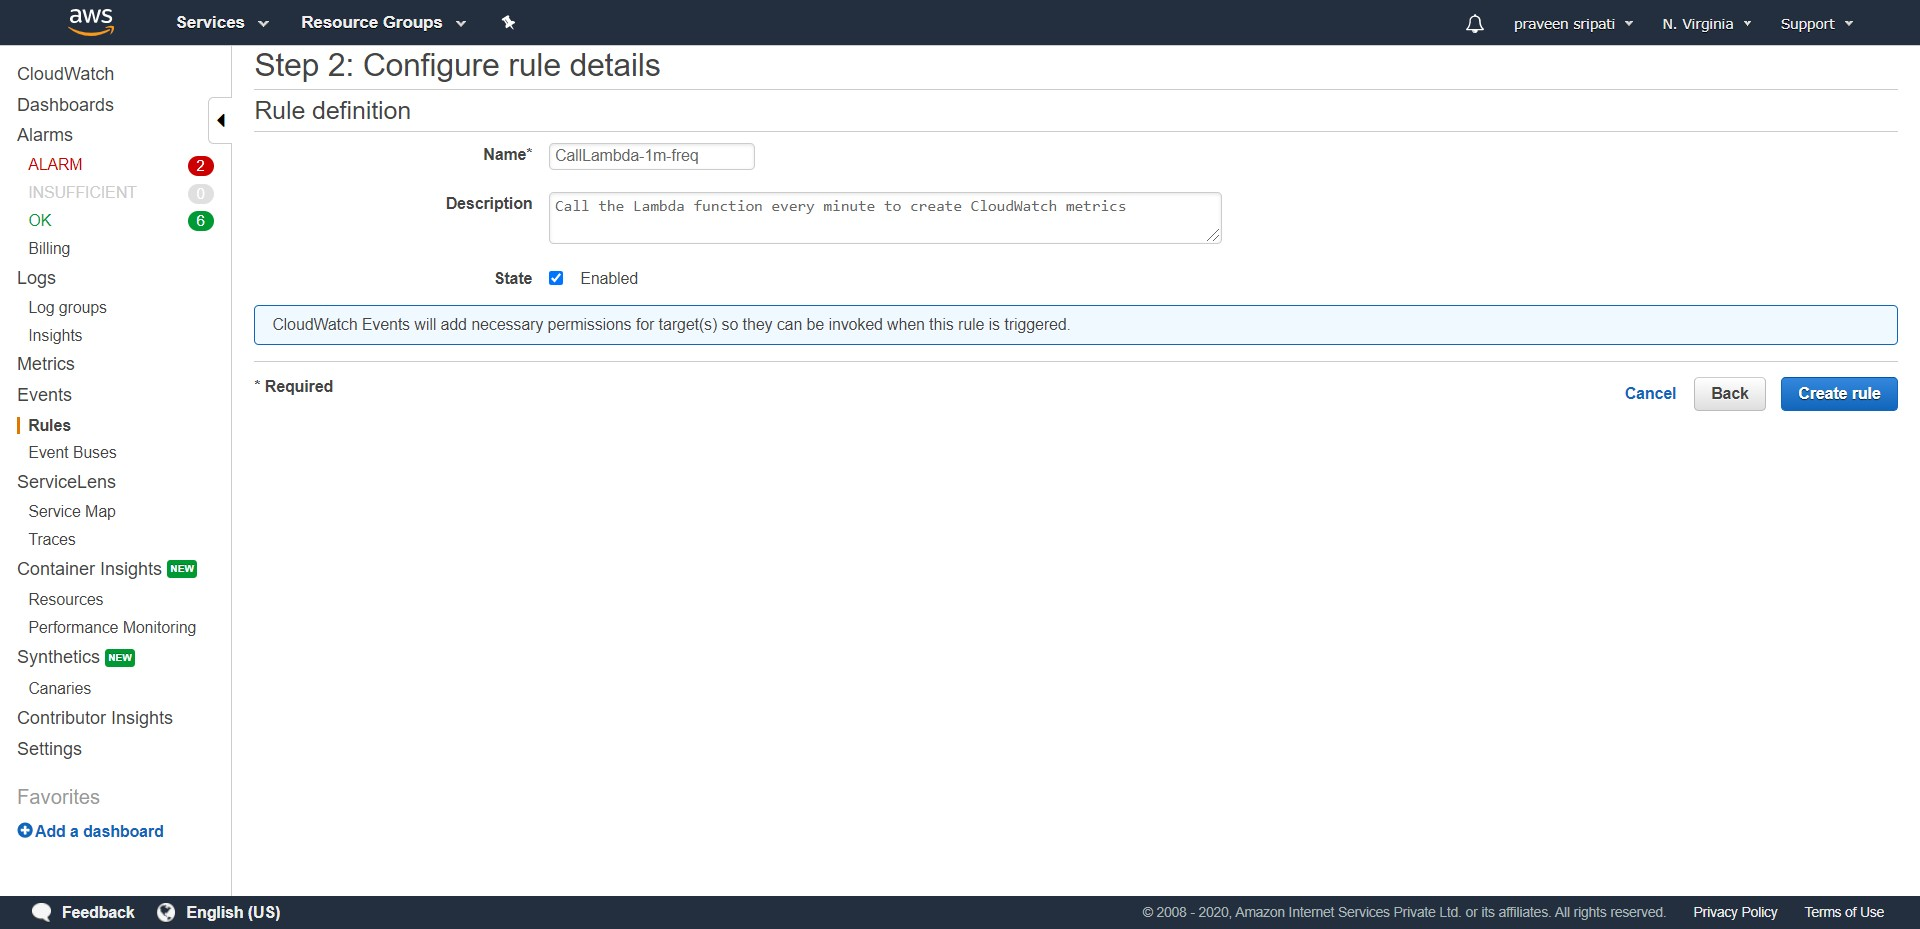 aws Services Resource Groups praveen sripati N. Virginia Support
CloudWatch
Dashboards
Alarms
ALARM 2
INSUFFICIENT 0
OK 6
Billing
Logs
Log groups
Insights
Metrics
Events
Rules
Event Buses
ServiceLens
Service Map
Traces
Container Insights NEW
Resources
Performance Monitoring
Synthetics NEW
Canaries
Contributor Insights
Settings
Favorites
Add a dashboard
Step 2: Configure rule details
Rule definition
Name* CallLambda-1m-freq
Description Call the Lambda function every minute to create CloudWatch metrics
State Enabled
CloudWatch Events will add necessary permissions for target(s) so they can be invoked when this rule is triggered.
* Required Cancel Back Create rule
Feedback English (US) © 2008 - 2020, Amazon Internet Services Private Ltd. or its affiliates. All rights reserved. Privacy Policy Terms of Use